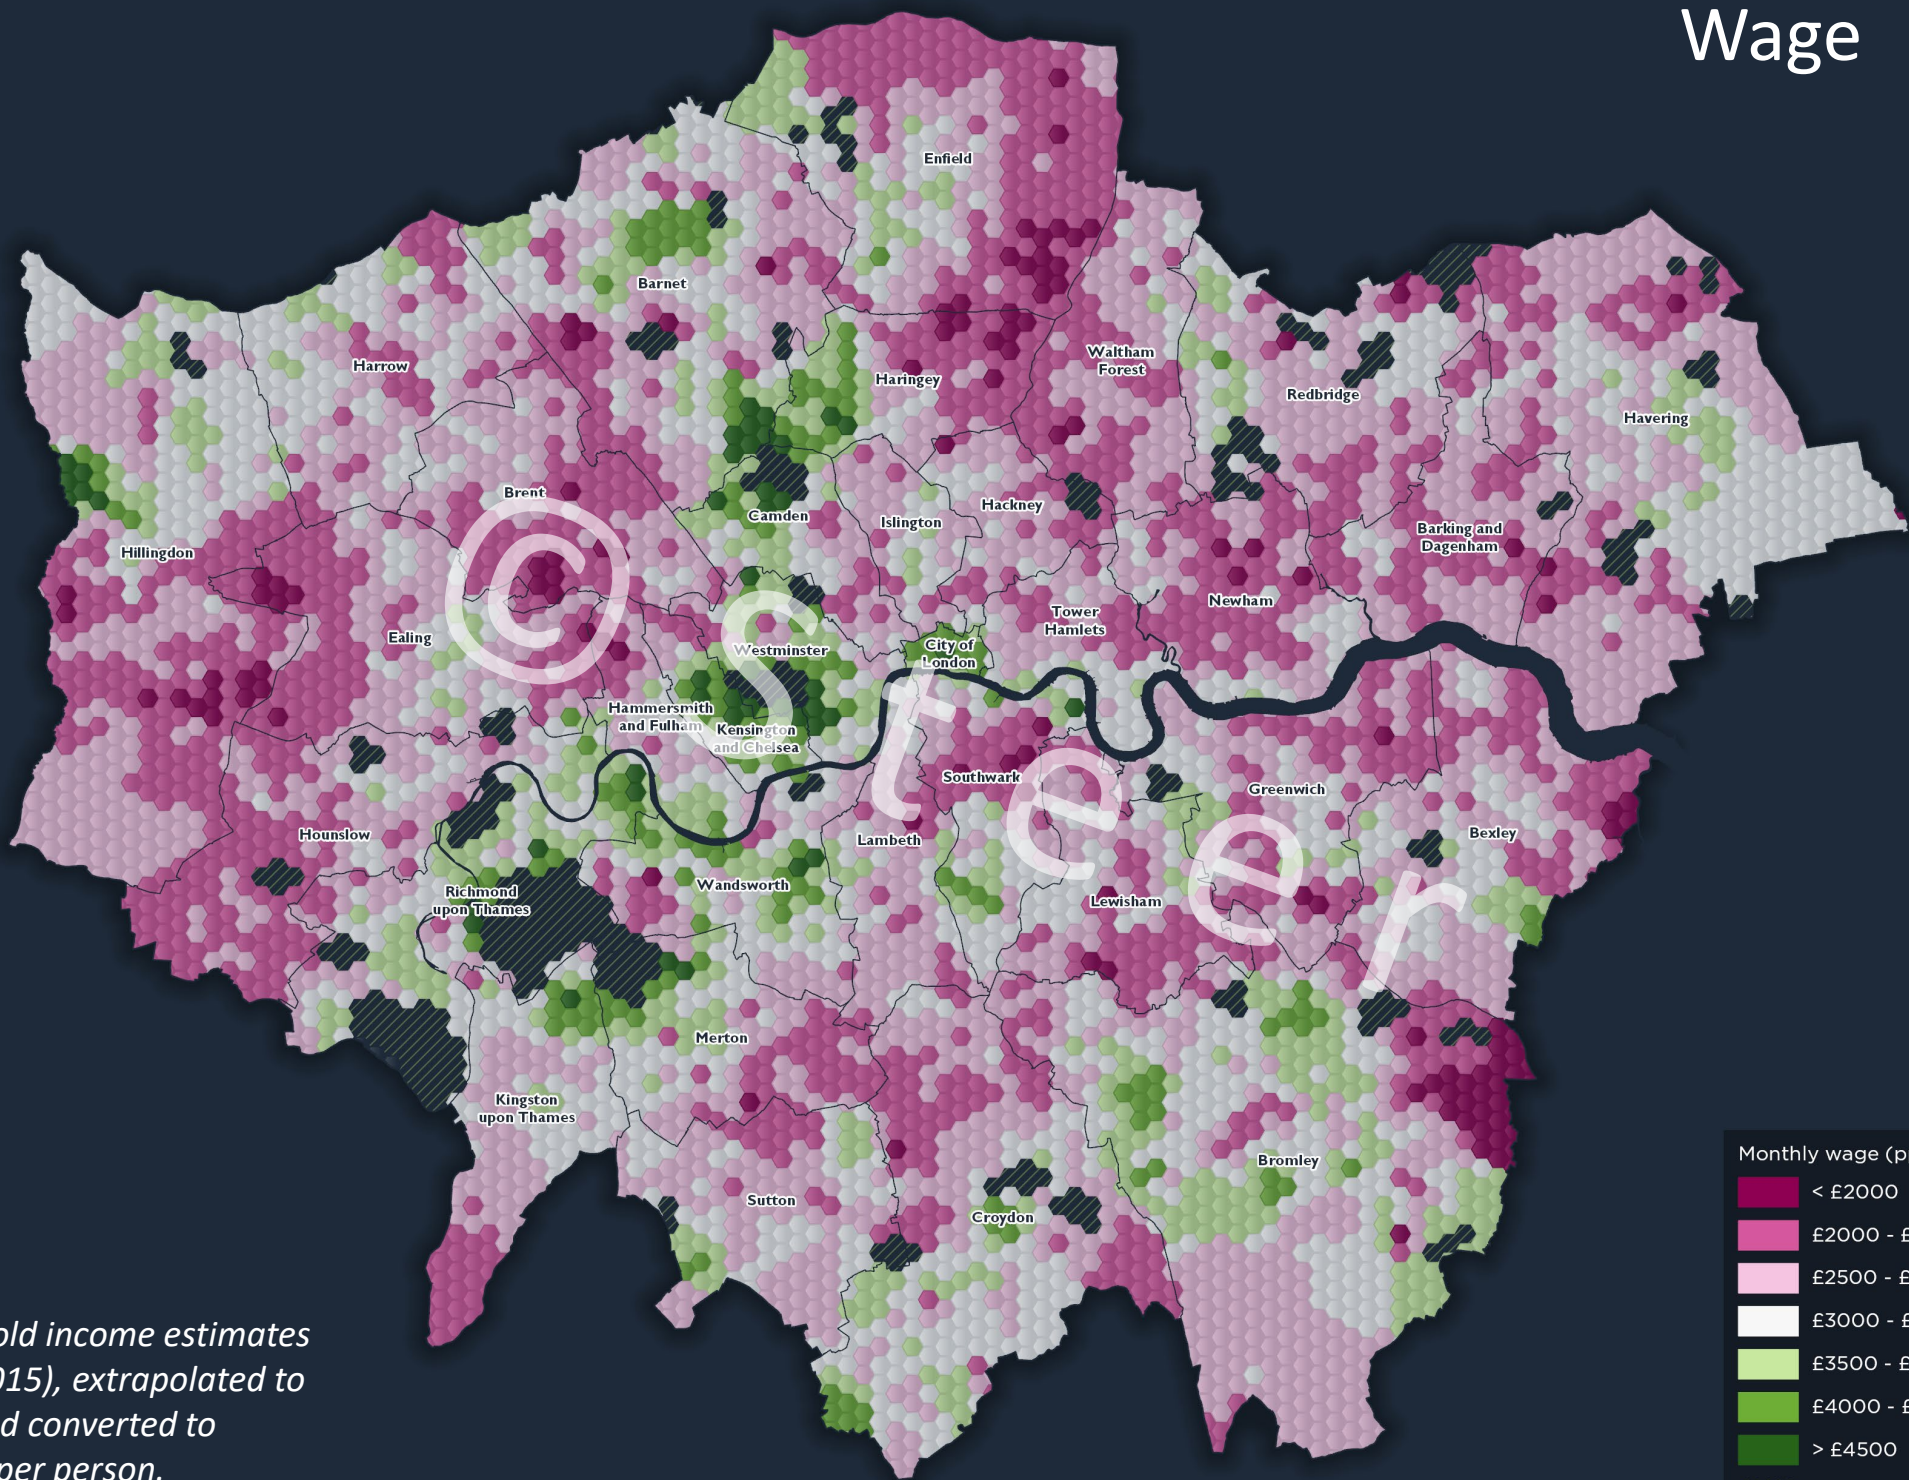 Wage
Enfield
Barnet
Harrow
Haringey
Waltham
Forest
Redbridge
Havering
Brent
Camden
Islington
Hackney
Barking and
Dagenham
Hillingdon
Ealing
Westminster
City of
London
Tower
Hamlets
Newham
Hammersmith
and Fulham
Kensington
and Chelsea
Southwark
Greenwich
Hounslow
Lambeth
Bexley
Richmond
upon Thames
Wandsworth
Lewisham
Merton
Kingston
upon Thames
Sutton
Croydon
Bromley
© Steer
old income estimates
015), extrapolated to
d converted to
per person.
Monthly wage (p
< £2000
£2000 - £
£2500 - £
£3000 - £
£3500 - £
£4000 - £
> £4500